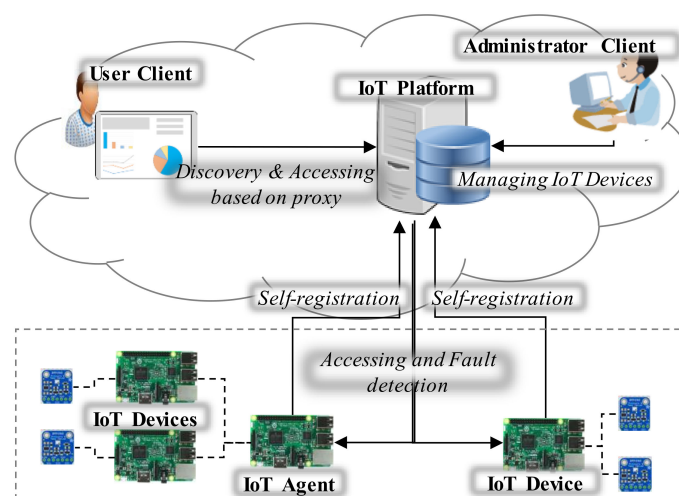 Administrator Client
User Client
IoT Platform
Discovery & Accessing
based on proxy
Managing IoT Devices
Self-registration
Self-registration
Accessing and Fault
detection
IoT Devices
IoT Agent
IoT Device